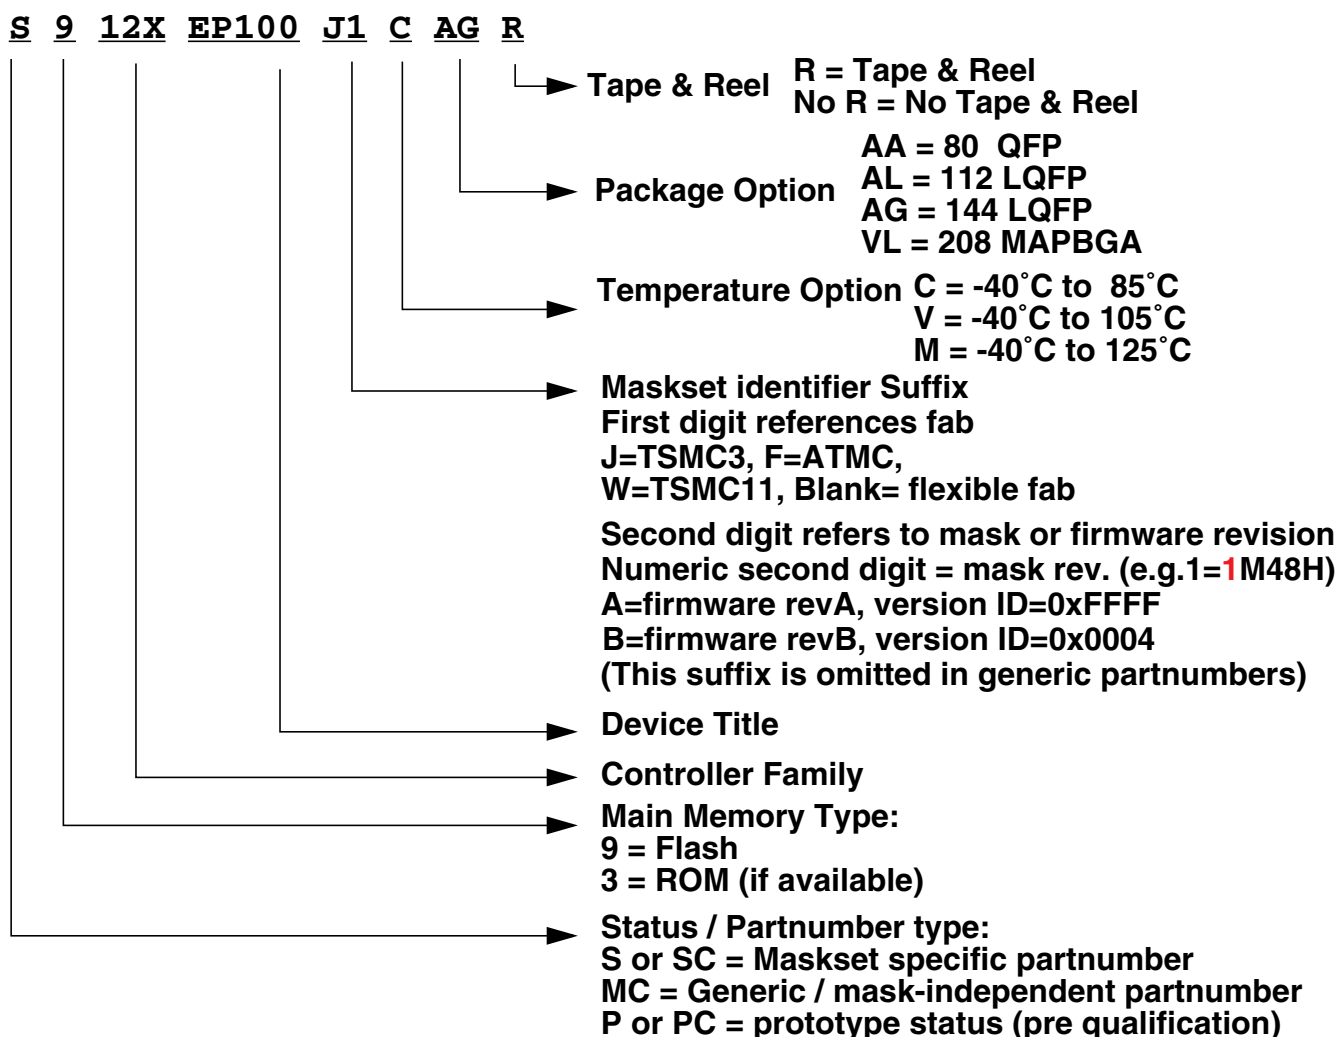 S 9 12X EP100 J1 C AG R
Tape & Reel
R = Tape & Reel
No R = No Tape & Reel
Package Option
AA = 80 QFP
AL = 112 LQFP
AG = 144 LQFP
VL = 208 MAPBGA
Temperature Option
C = -40˚C to 85˚C
V = -40˚C to 105˚C
M = -40˚C to 125˚C
Maskset identifier Suffix
First digit references fab
J=TSMC3, F=ATMC,
W=TSMC11, Blank= flexible fab
Second digit refers to mask or firmware revision
Numeric second digit = mask rev. (e.g.1=1M48H)
A=firmware revA, version ID=0xFFFF
B=firmware revB, version ID=0x0004
(This suffix is omitted in generic partnumbers)
Device Title
Controller Family
Main Memory Type:
9 = Flash
3 = ROM (if available)
Status / Partnumber type:
S or SC = Maskset specific partnumber
MC = Generic / mask-independent partnumber
P or PC = prototype status (pre qualification)